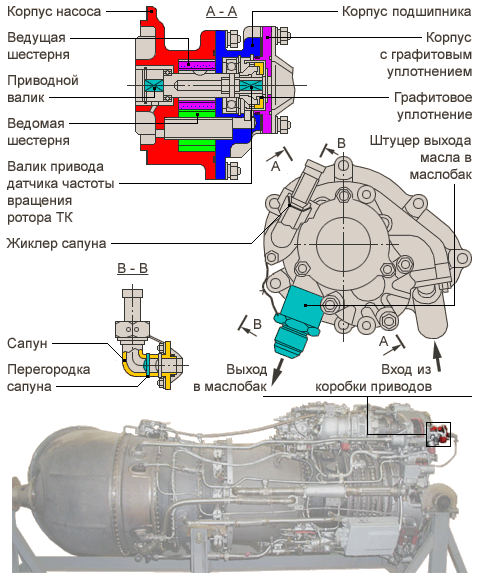 Корпус насоса
A - A
Корпус подшипника
Ведущая
шестерня
Корпус
с графитовым
уплотнением
Приводной
валик
Графитовое
уплотнение
Ведомая
шестерня
Штуцер выхода
масла в
маслобак
Валик привода
датчика частоты
вращения
ротора ТК
A
B
Жиклер сапуна
B - B
B
A
Сапун
Перегородка
сапуна
Выход
в маслобак
Вход из
коробки приводов